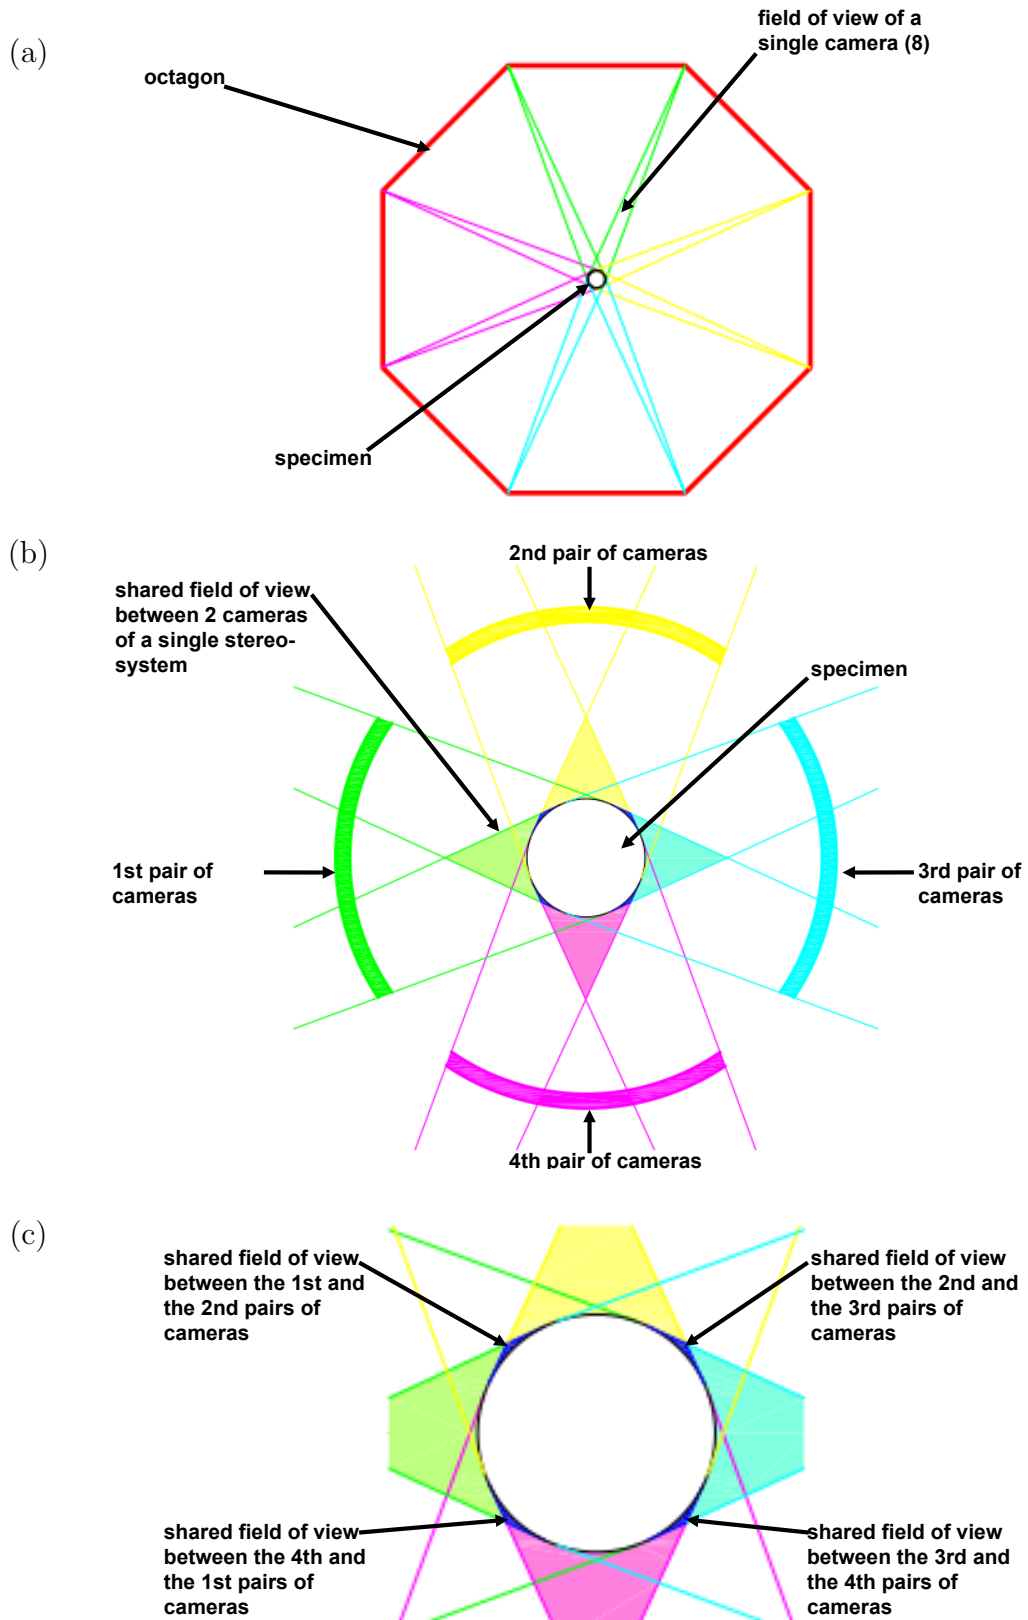 (a)
field of view of a
single camera (8)
octagon
specimen
(b)
2nd pair of cameras
shared field of view
between 2 cameras
of a single stereo-
system
specimen
1st pair of
cameras
3rd pair of
cameras
4th pair of cameras
(c)
shared field of view
between the 1st and
the 2nd pairs of
cameras
shared field of view
between the 2nd and
the 3rd pairs of
cameras
shared field of view
between the 4th and
the 1st pairs of
cameras
shared field of view
between the 3rd and
the 4th pairs of
cameras